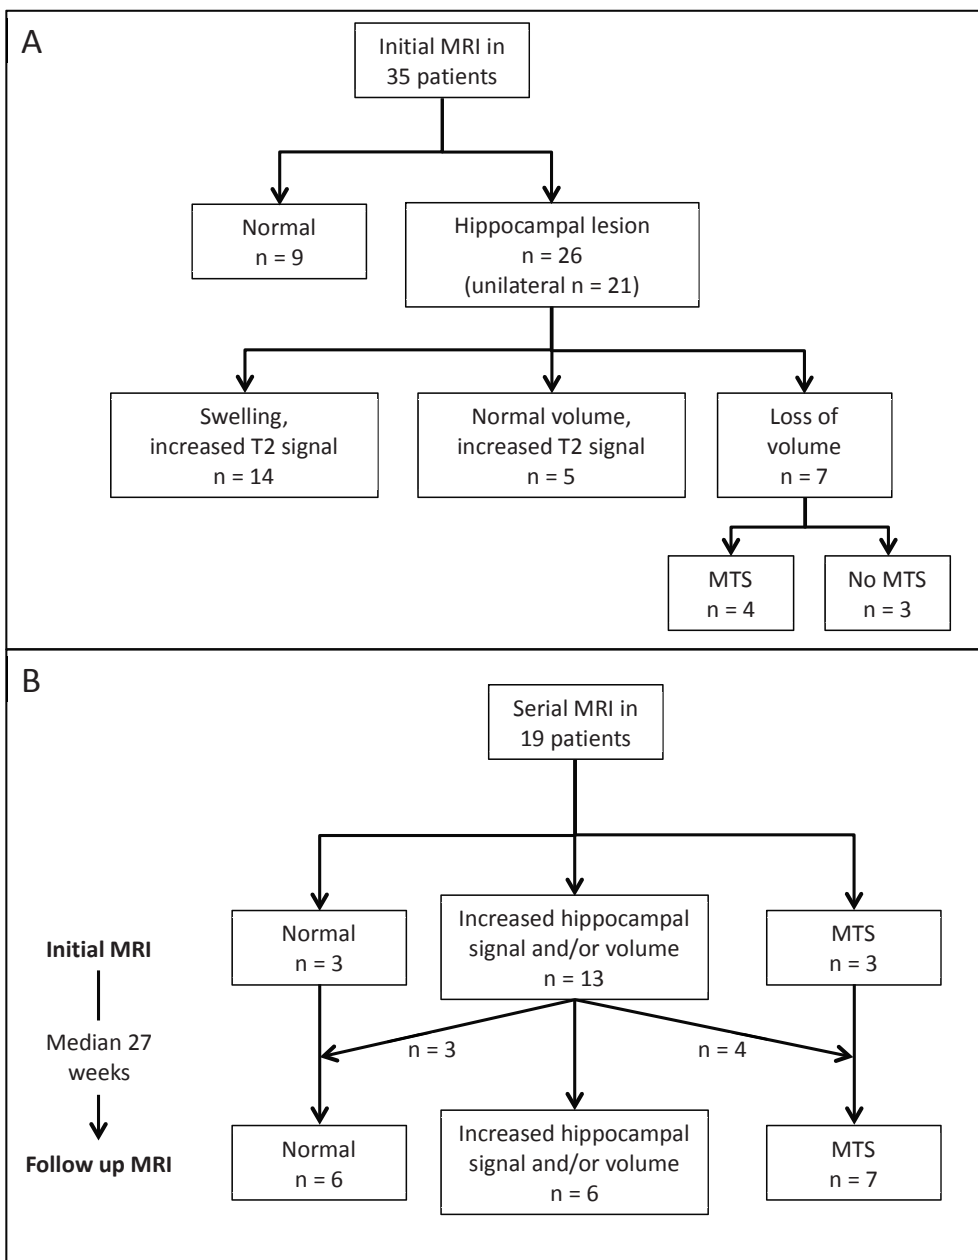 A
Initial MRI in
35 patients
Normal
n = 9
Hippocampal lesion
n = 26
(unilateral n = 21)
Swelling,
increased T2 signal
n = 14
Normal volume,
increased T2 signal
n = 5
Loss of
volume
n = 7
MTS
n = 4
No MTS
n = 3
B
Serial MRI in
19 patients
Initial MRI
Normal
n = 3
Increased hippocampal
signal and/or volume
n = 13
MTS
n = 3
Median 27
weeks
n = 3
n = 4
Follow up MRI
Normal
n = 6
Increased hippocampal
signal and/or volume
n = 6
MTS
n = 7